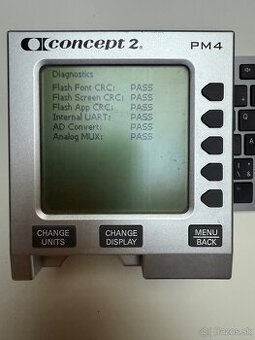 concept 2®
PM4
Diagnostics
Flash Font CRC: PASS
Flash Screen CRC: PASS
Flash App CRC: PASS
Internal UART: PASS
AD Convert: PASS
Analog MUX: PASS
CHANGE
UNITS
CHANGE
DISPLAY
MENU
BACK